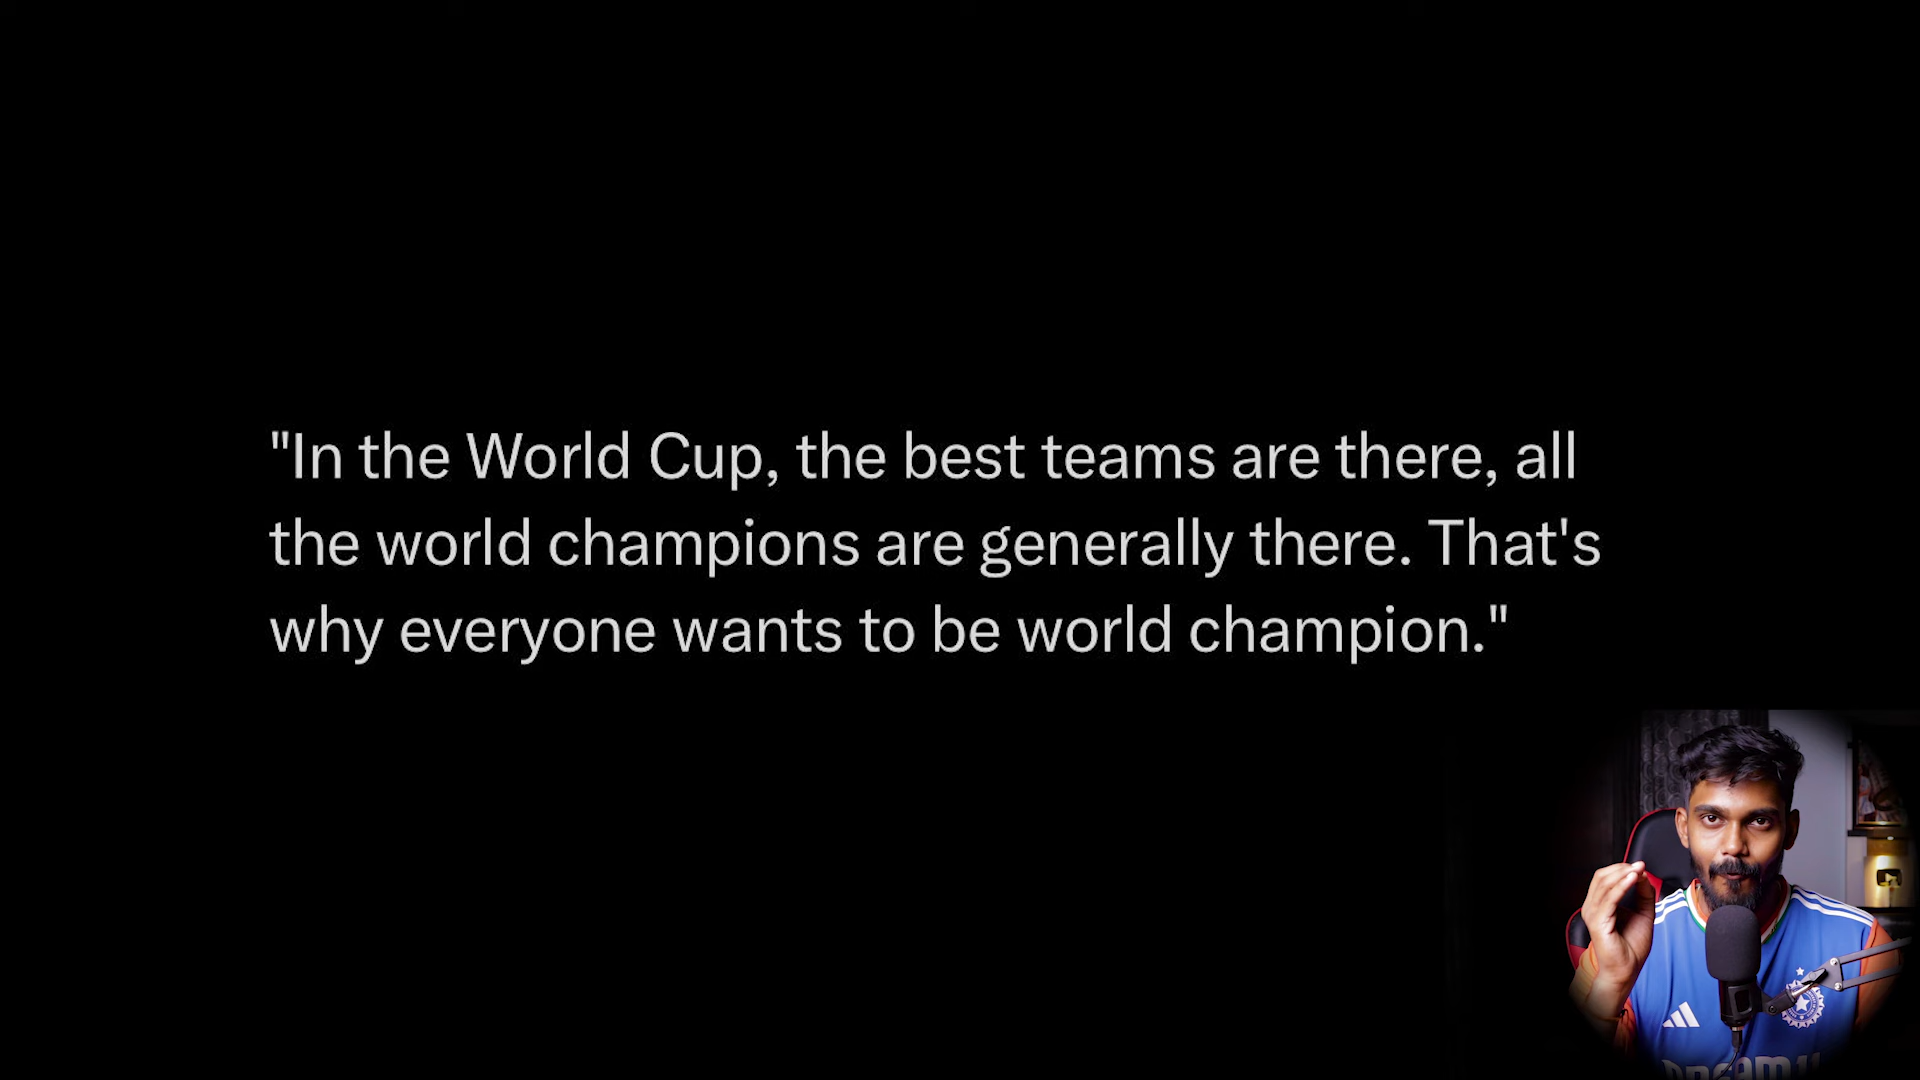 "In the World Cup, the best teams are there, all
the world champions are generally there. That's
why everyone wants to be world champion."